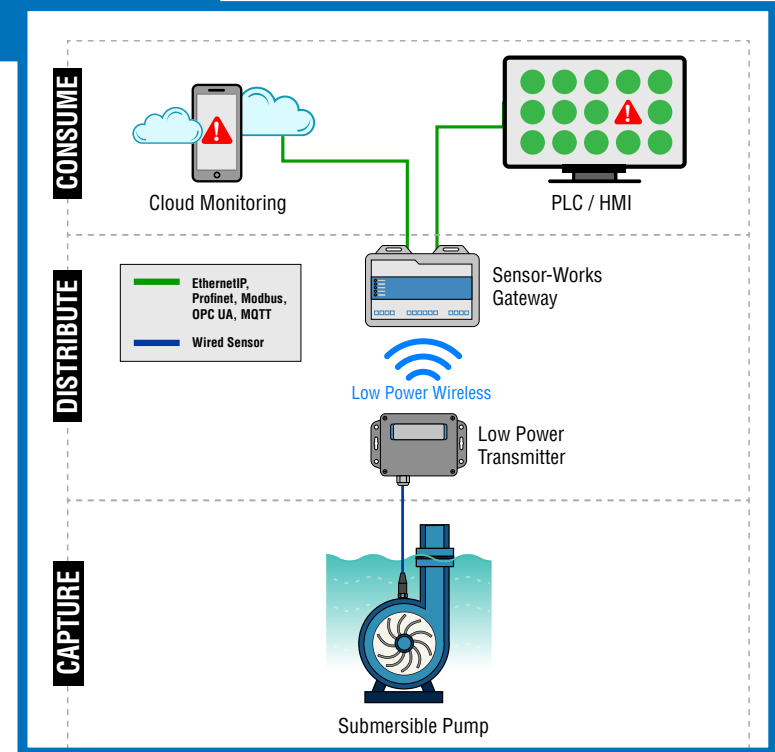 CONSUME
Cloud Monitoring
PLC / HMI
DISTRIBUTE
EthernetIP,
Profinet, Modbus,
OPC UA, MQTT
Wired Sensor
Sensor-Works
Gateway
Low Power Wireless
Low Power
Transmitter
CAPTURE
Submersible Pump